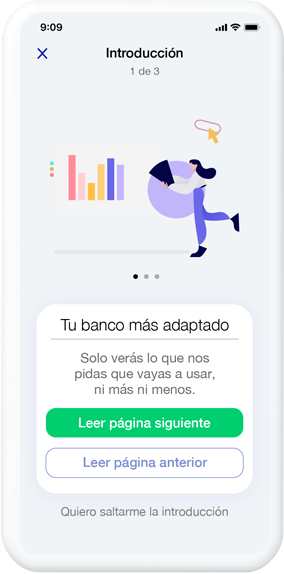 9:09
Introducción
1 de 3
Tu banco más adaptado
Solo verás lo que nos
pidas que vayas a usar,
ni más ni menos.
Leer página siguiente
Leer página anterior
Quiero saltarme la introducción